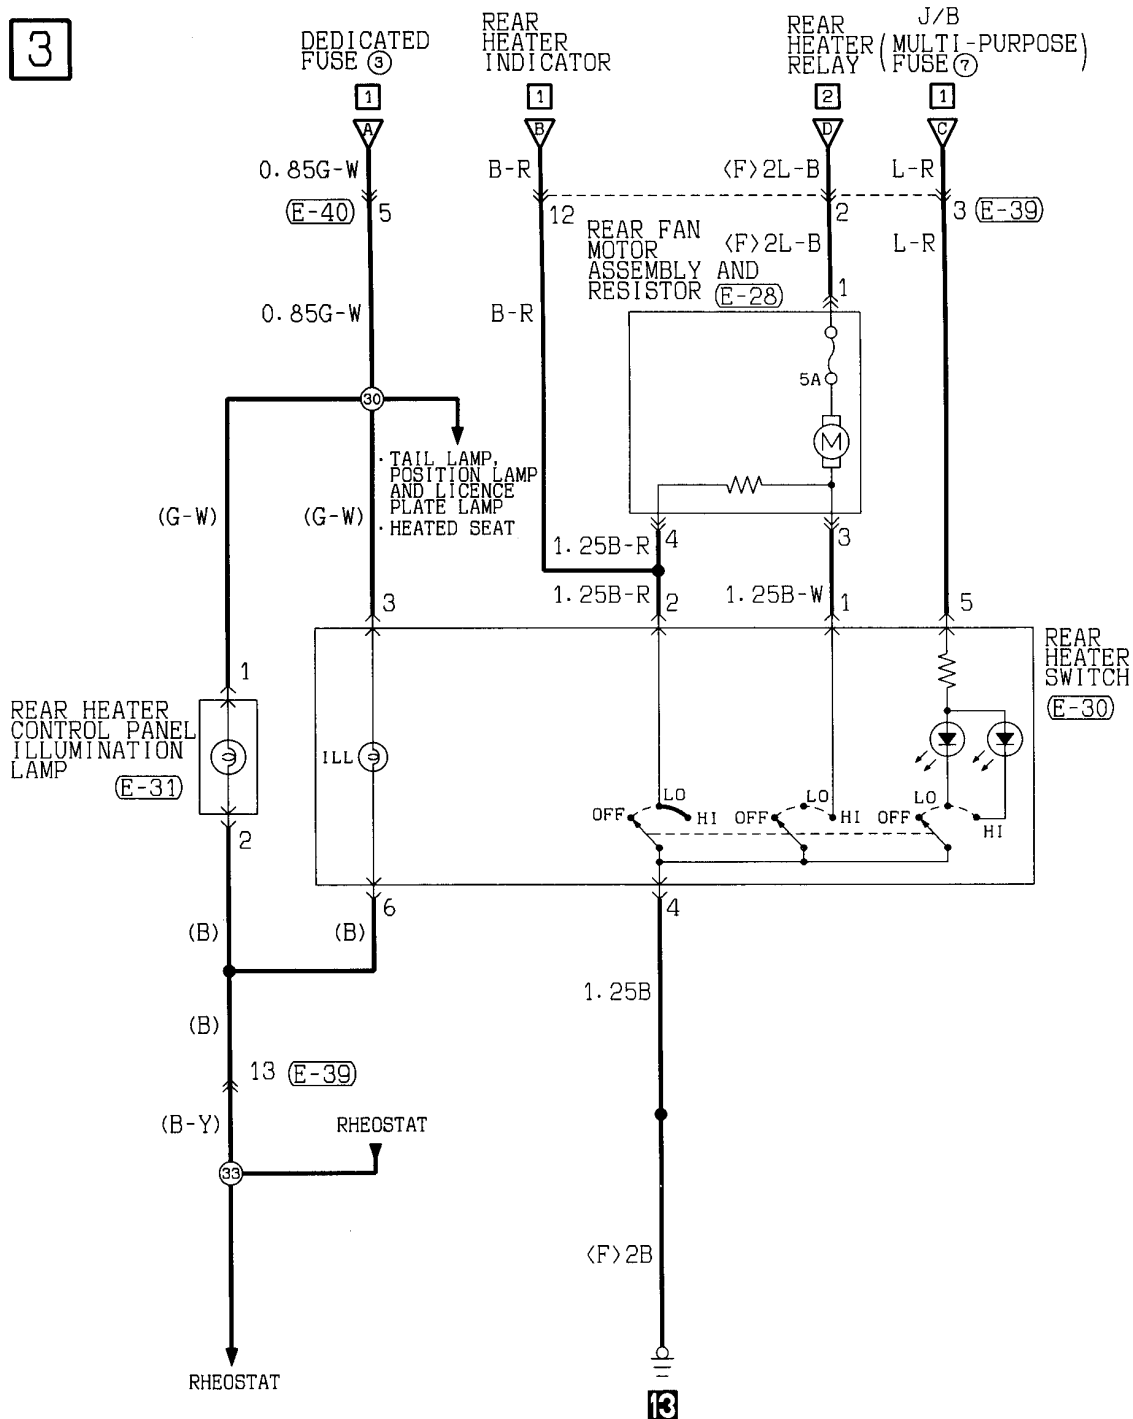 3
DEDICATED
FUSE ③
REAR
HEATER
INDICATOR
REAR
HEATER
RELAY
J/B
(MULTI-PURPOSE)
FUSE ⑦
1
1
2
1
A
B
D
C
0.85G-W
B-R
<F>2L-B
L-R
E-40
5
12
2
3
E-39
REAR FAN
MOTOR
ASSEMBLY AND
RESISTOR
E-28
<F>2L-B
L-R
1
0.85G-W
B-R
5A
30
M
· TAIL LAMP,
POSITION LAMP
AND LICENCE
PLATE LAMP
· HEATED SEAT
(G-W)
(G-W)
4
3
1.25B-R
1.25B-R
1.25B-W
3
2
1
5
REAR
HEATER
SWITCH
E-30
1
REAR HEATER
CONTROL PANEL
ILLUMINATION
LAMP
E-31
ILL
OFF
LO
HI
OFF
LO
HI
OFF
LO
HI
2
6
4
(B)
(B)
1.25B
(B)
13
E-39
(B-Y)
RHEOSTAT
33
<F>2B
RHEOSTAT
13